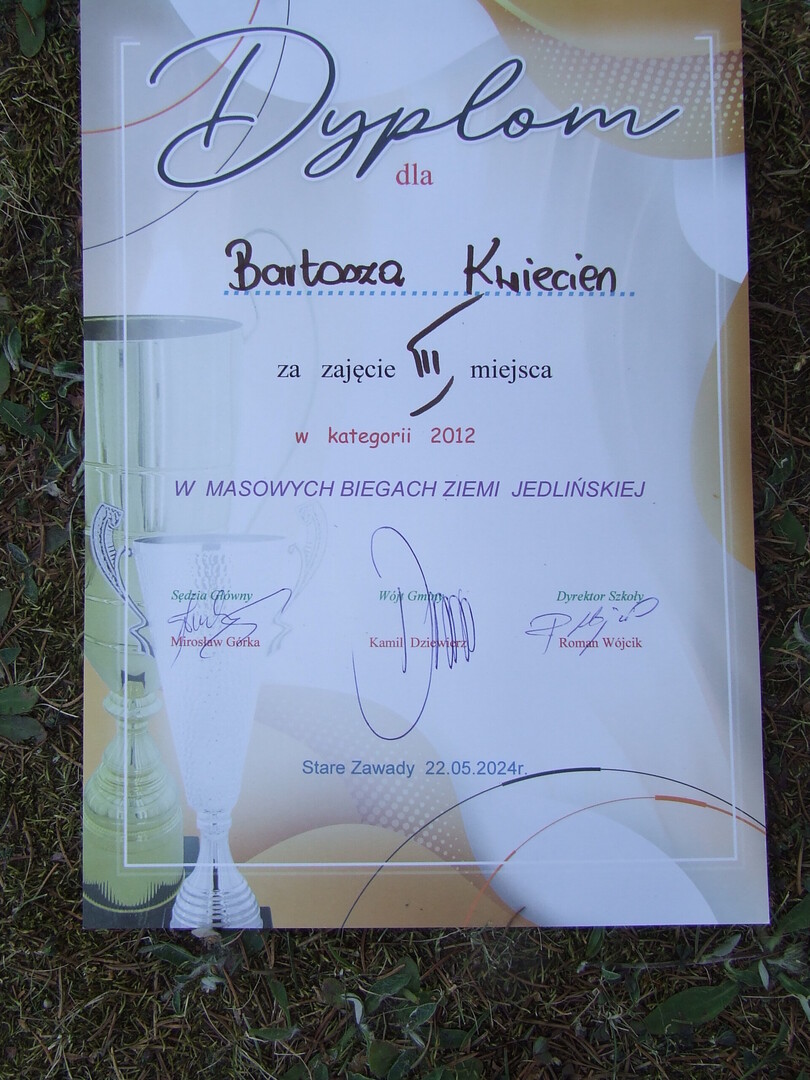 Dyplom
dla
Bartosza Kwiecien
za zajęcie III miejsca
w kategorii 2012
W MASOWYCH BIEGACH ZIEMI JEDLIŃSKIEJ
Sędzia Główny Wójt Gminy Dyrektor Szkoły
Mirosław Górka Kamil Dziewierz Roman Wójcik
Stare Zawady 22.05.2024r.